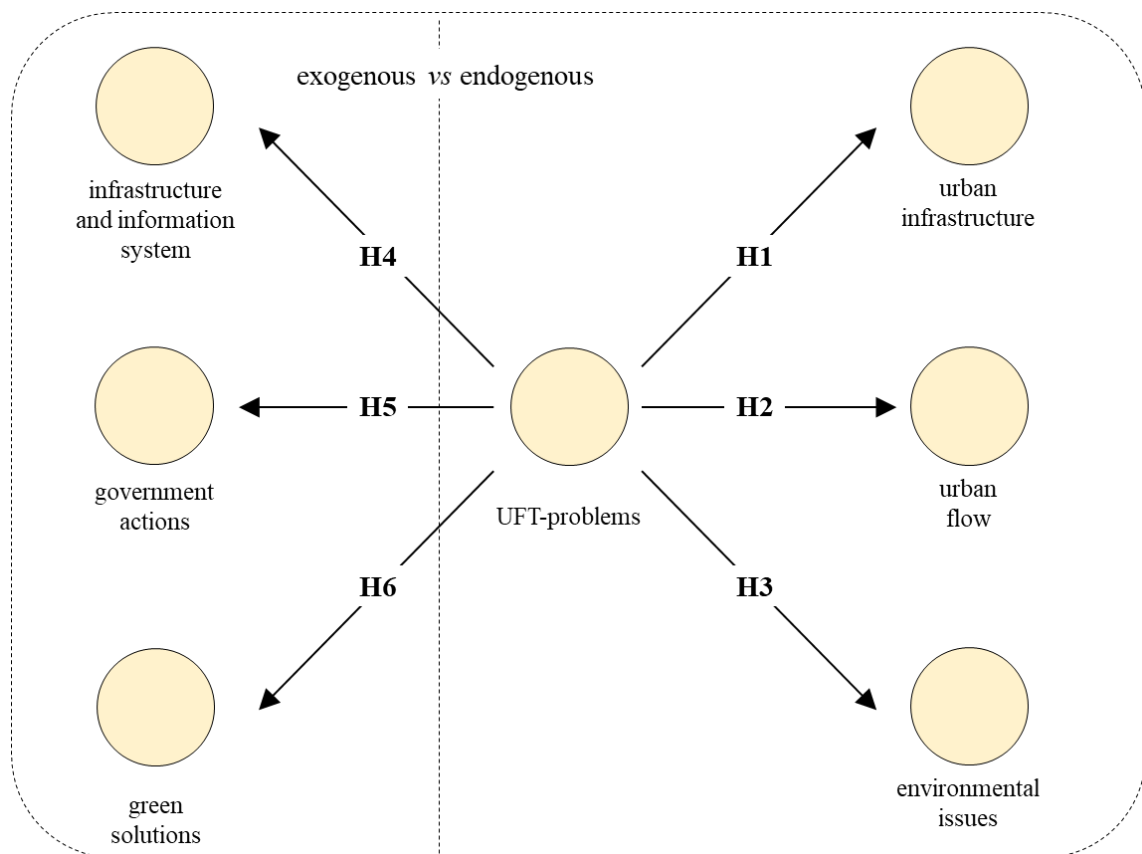 exogenous vs endogenous
infrastructure
and information
system
urban
infrastructure
H4
H1
government
actions
H5
UFT-problems
H2
urban
flow
H6
H3
green
solutions
environmental
issues